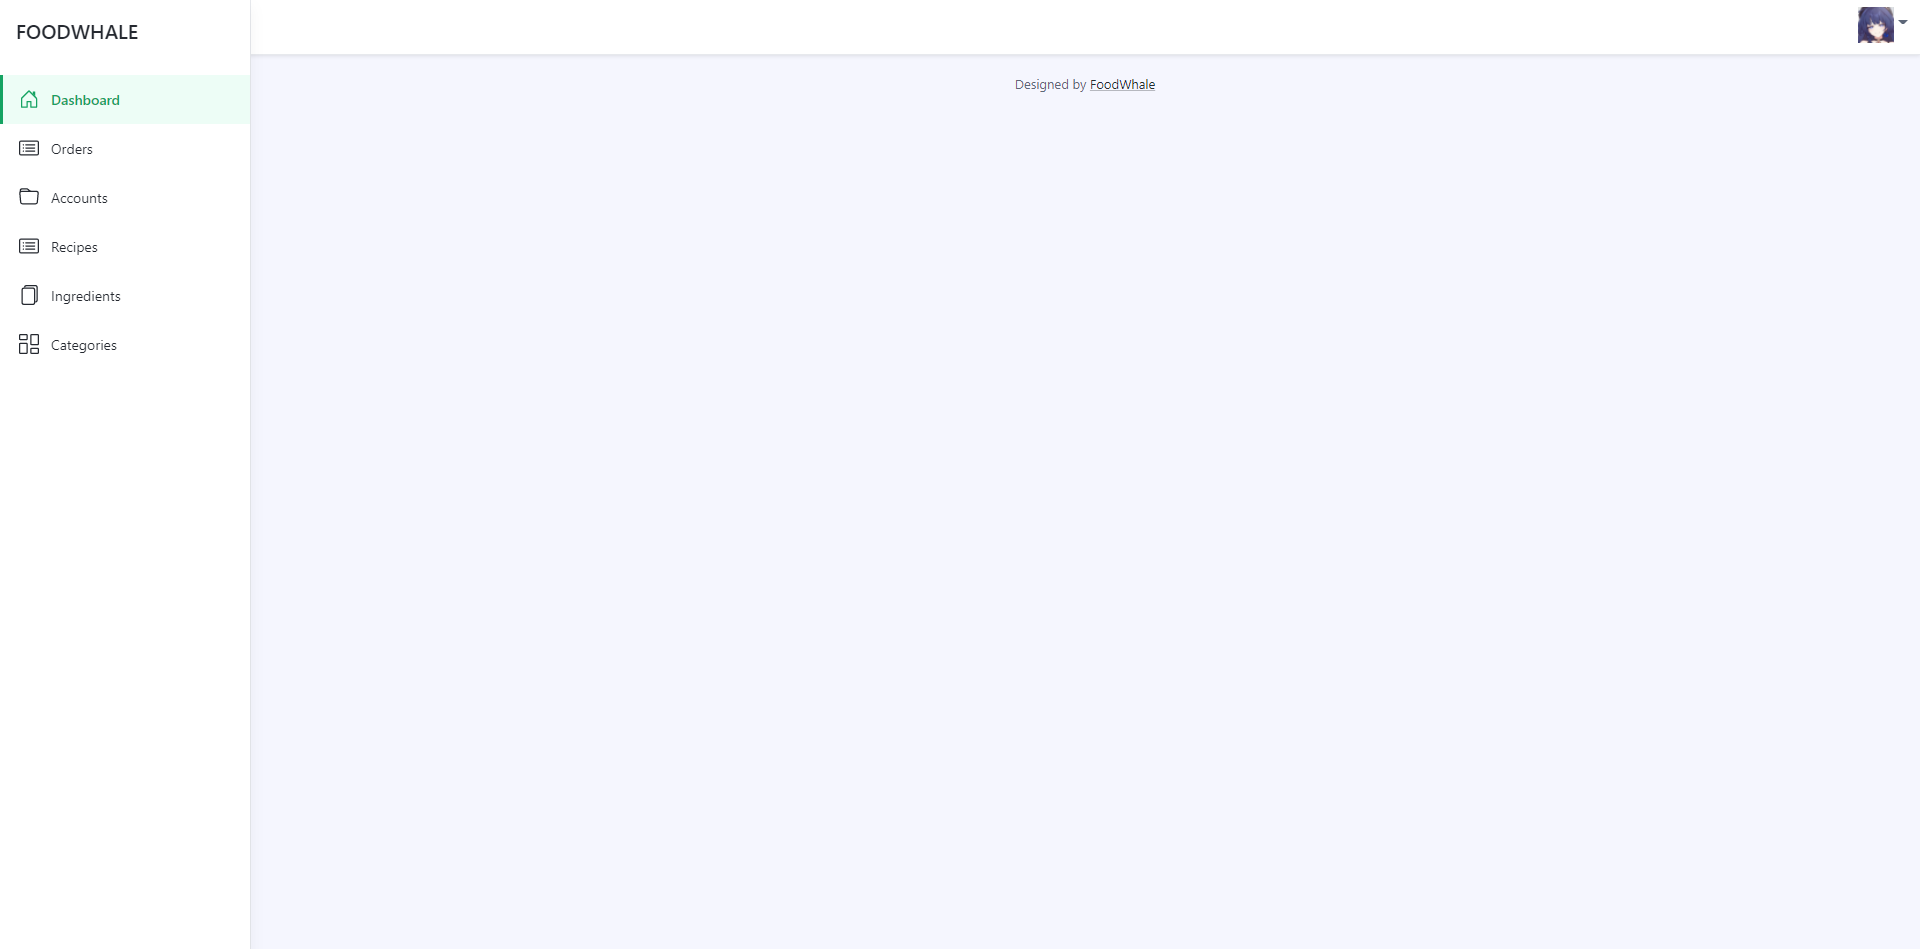 FOODWHALE
Dashboard
Orders
Accounts
Recipes
Ingredients
Categories
Designed by FoodWhale